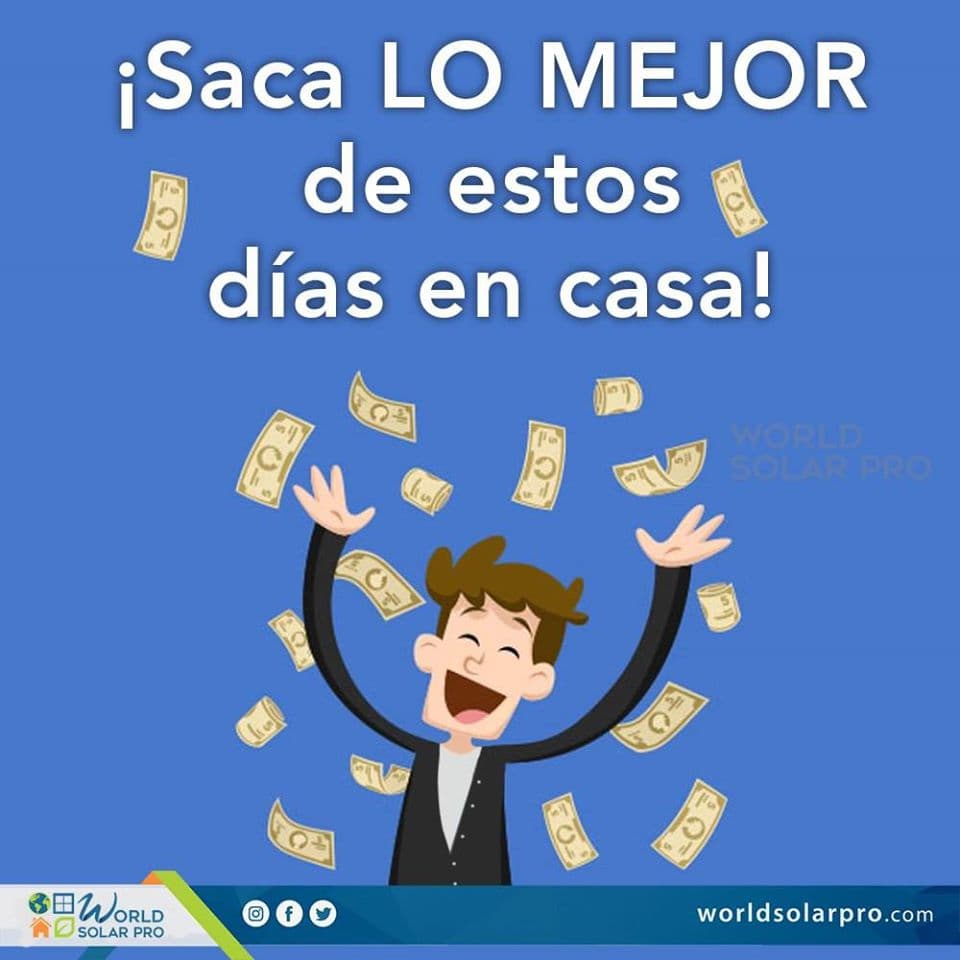 ¡Saca LO MEJOR
de estos
días en casa!
WORLD
SOLAR PRO
WORLD
SOLAR PRO
worldsolarpro.com